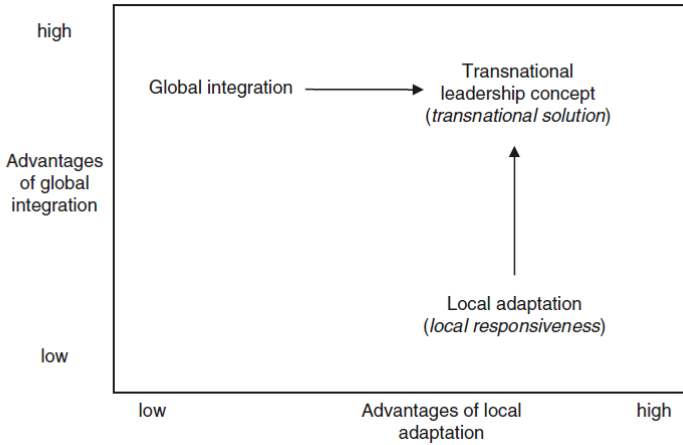 high
Global integration
Transnational
leadership concept
(transnational solution)
Advantages
of global
integration
Local adaptation
(local responsiveness)
low
low
Advantages of local
adaptation
high